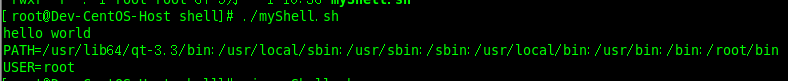 [root@Dev-CentOS-Host shell]# ./myShell.sh
hello world
PATH=/usr/lib64/qt-3.3/bin:/usr/local/sbin:/usr/sbin:/sbin:/usr/local/bin:/usr/bin:/bin:/root/bin
USER=root